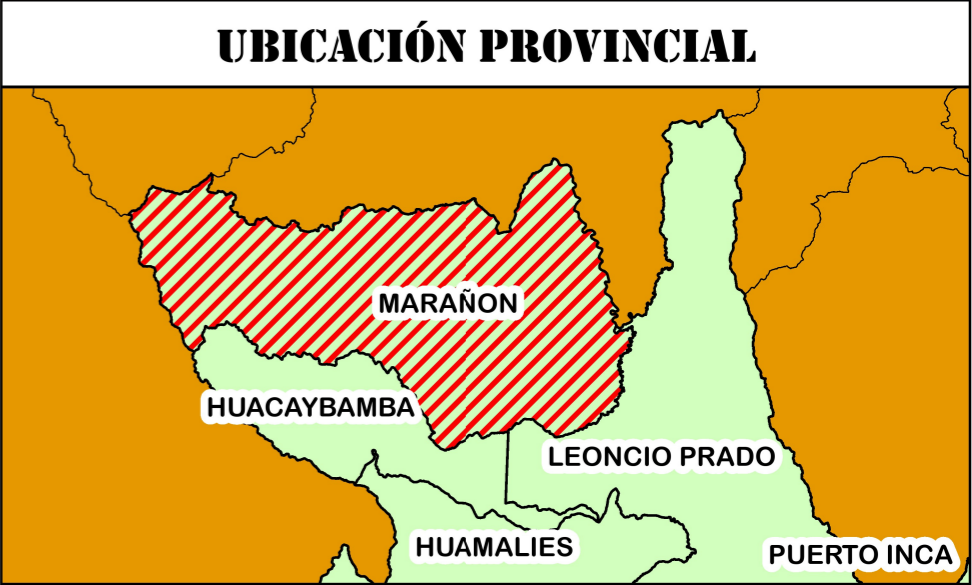 UBICACIÓN PROVINCIAL
MARAÑON
HUACAYBAMBA
LEONCIO PRADO
HUAMALIES
PUERTO INCA